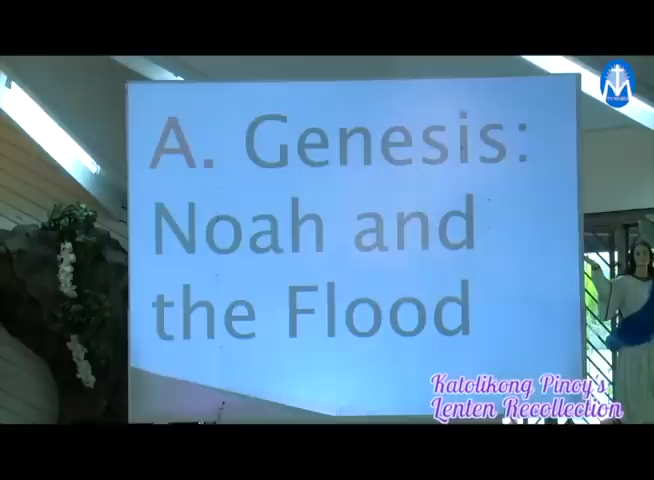 A. Genesis:
Noah and
the Flood
Katolikong Pinoy's
Lenten Recollection